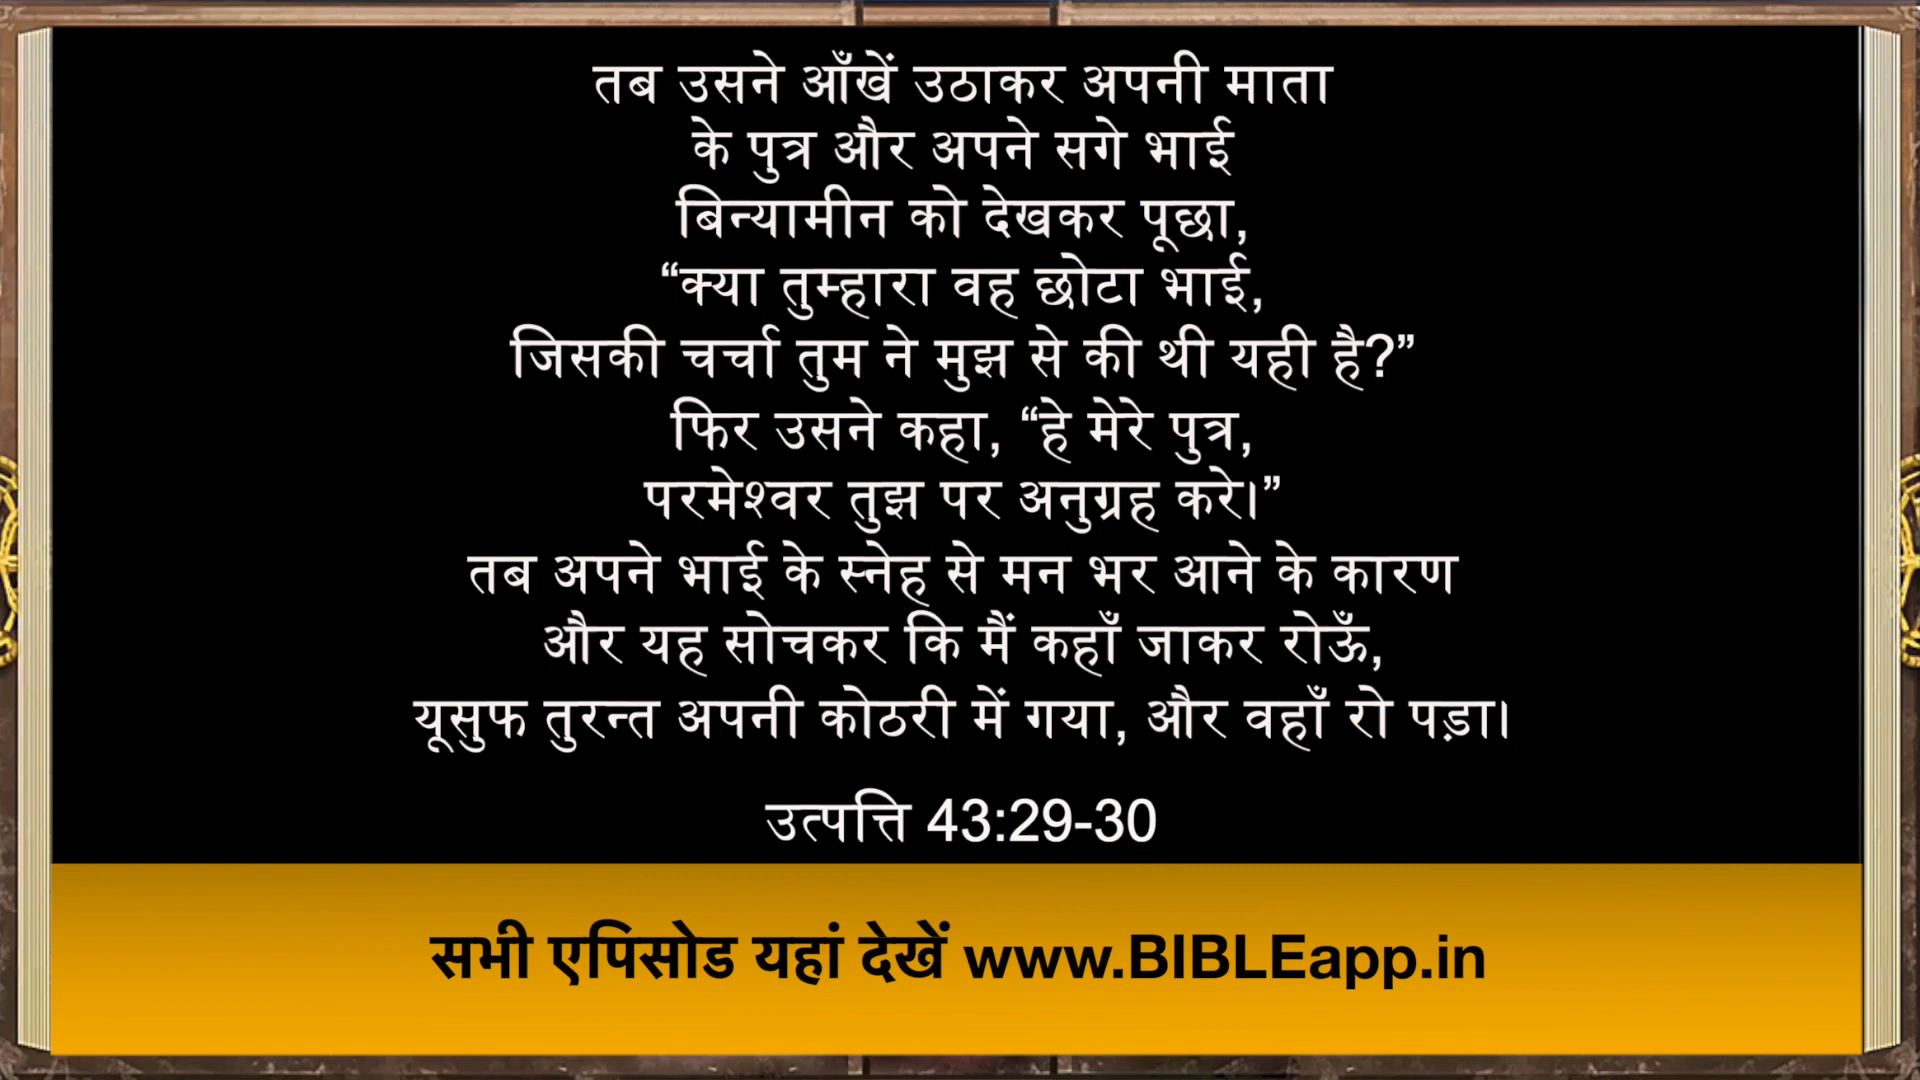 तब उसने आँखें उठाकर अपनी माता
के पुत्र और अपने सगे भाई
बिन्यामीन को देखकर पूछा,
“क्या तुम्हारा वह छोटा भाई,
जिसकी चर्चा तुम ने मुझ से की थी यही है?”
फिर उसने कहा, “हे मेरे पुत्र,
परमेश्वर तुझ पर अनुग्रह करे।”
तब अपने भाई के स्नेह से मन भर आने के कारण
और यह सोचकर कि मैं कहाँ जाकर रोऊँ,
यूसुफ तुरन्त अपनी कोठरी में गया, और वहाँ रो पड़ा।
उत्पत्ति 43:29-30
सभी एपिसोड यहां देखें www.BIBLEapp.in